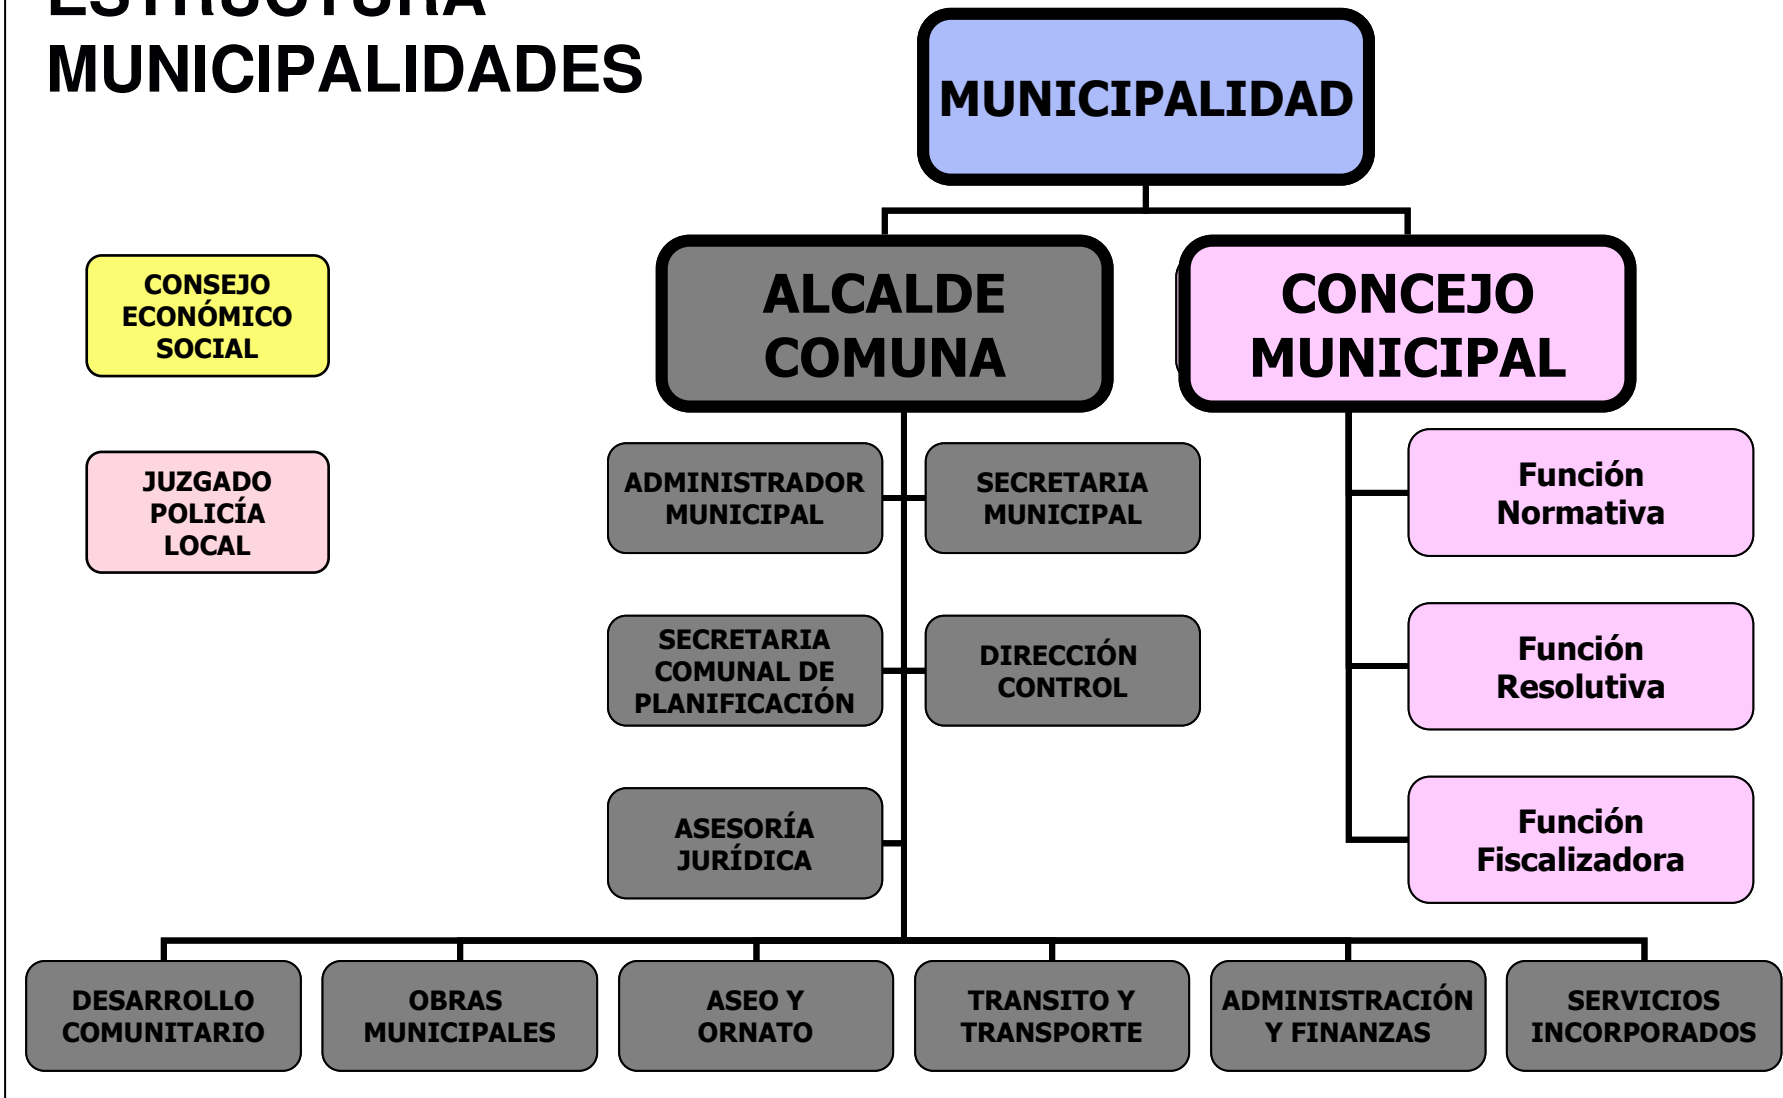 ESTRUCTURA
MUNICIPALIDADES
MUNICIPALIDAD
CONSEJO
ECONÓMICO
SOCIAL
ALCALDE
COMUNA
CONCEJO
MUNICIPAL
JUZGADO
POLICÍA
LOCAL
ADMINISTRADOR
MUNICIPAL
SECRETARIA
MUNICIPAL
Función
Normativa
SECRETARIA
COMUNAL DE
PLANIFICACIÓN
DIRECCIÓN
CONTROL
Función
Resolutiva
ASESORÍA
JURÍDICA
Función
Fiscalizadora
DESARROLLO
COMUNITARIO
OBRAS
MUNICIPALES
ASEO Y
ORNATO
TRANSITO Y
TRANSPORTE
ADMINISTRACIÓN
Y FINANZAS
SERVICIOS
INCORPORADOS